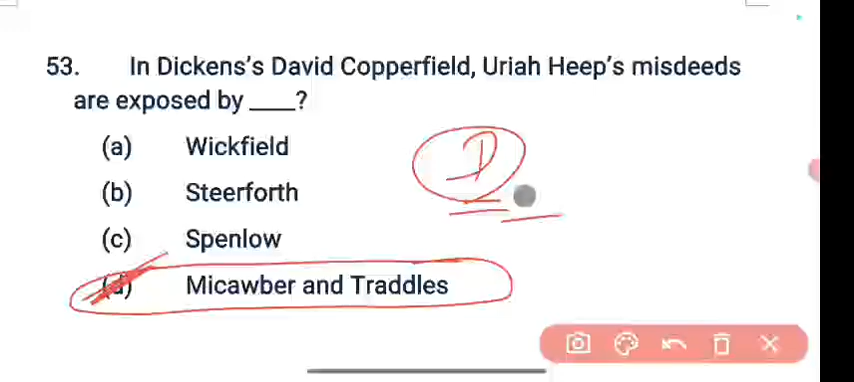 53. In Dickens's David Copperfield, Uriah Heep's misdeeds
are exposed by ____?
(a) Wickfield
D
(b) Steerforth
(c) Spenlow
(d) Micawber and Traddles